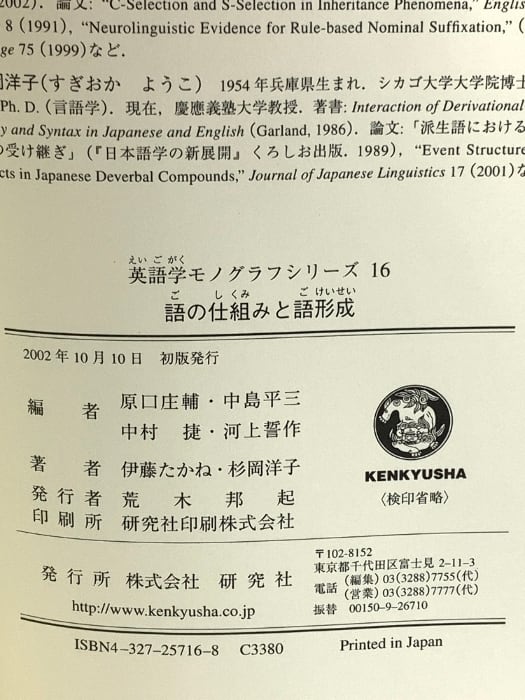 2002). 論文: "C-Selection and S-Selection in Inheritance Phenomena," English
8 (1991), "Neurolinguistic Evidence for Rule-based Nominal Suffixation," (
ge 75 (1999) など.
洋子(すぎおか ようこ) 1954年兵庫県生まれ. シカゴ大学大学院博士
Ph. D. (言語学). 現在, 慶應義塾大学教授. 著書: Interaction of Derivational
y and Syntax in Japanese and English (Garland, 1986). 論文:「派生語における
の受け継ぎ」(『日本語学の新展開』くろしお出版. 1989), "Event Structure
cts in Japanese Deverbal Compounds," Journal of Japanese Linguistics 17 (2001) な
えいごがく
英語学モノグラフシリーズ 16
ご しくみ ごけいせい
語の仕組みと語形成
2002年10月10日 初版発行
編者 原口庄輔・中島平三
中村 捷・河上誓作
著者 伊藤たかね・杉岡洋子
発行者 荒木邦起
印刷所 研究社印刷株式会社
KENKYUSHA
〈検印省略〉
発行所 株式会社 研究社
http://www.kenkyusha.co.jp
〒102-8152
東京都千代田区富士見 2-11-3
電話 (編集) 03(3288)7755(代)
(営業) 03(3288)7777(代)
振替 00150-9-26710
ISBN4-327-25716-8 C3380 Printed in Japan